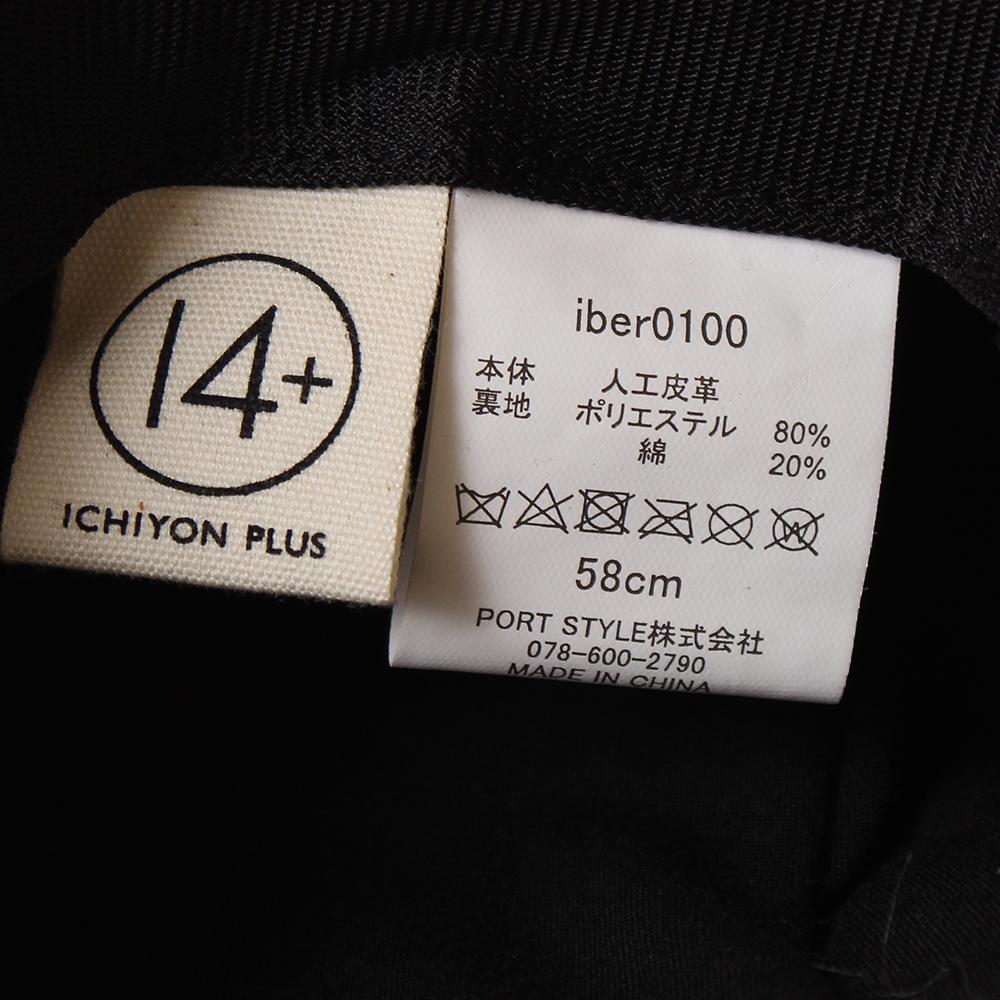 14+
ICHiYON PLUS
iber0100
本体 人工皮革
裏地 ポリエステル 80%
綿 20%
58cm
PORT STYLE株式会社
078-600-2790
MADE IN CHINA